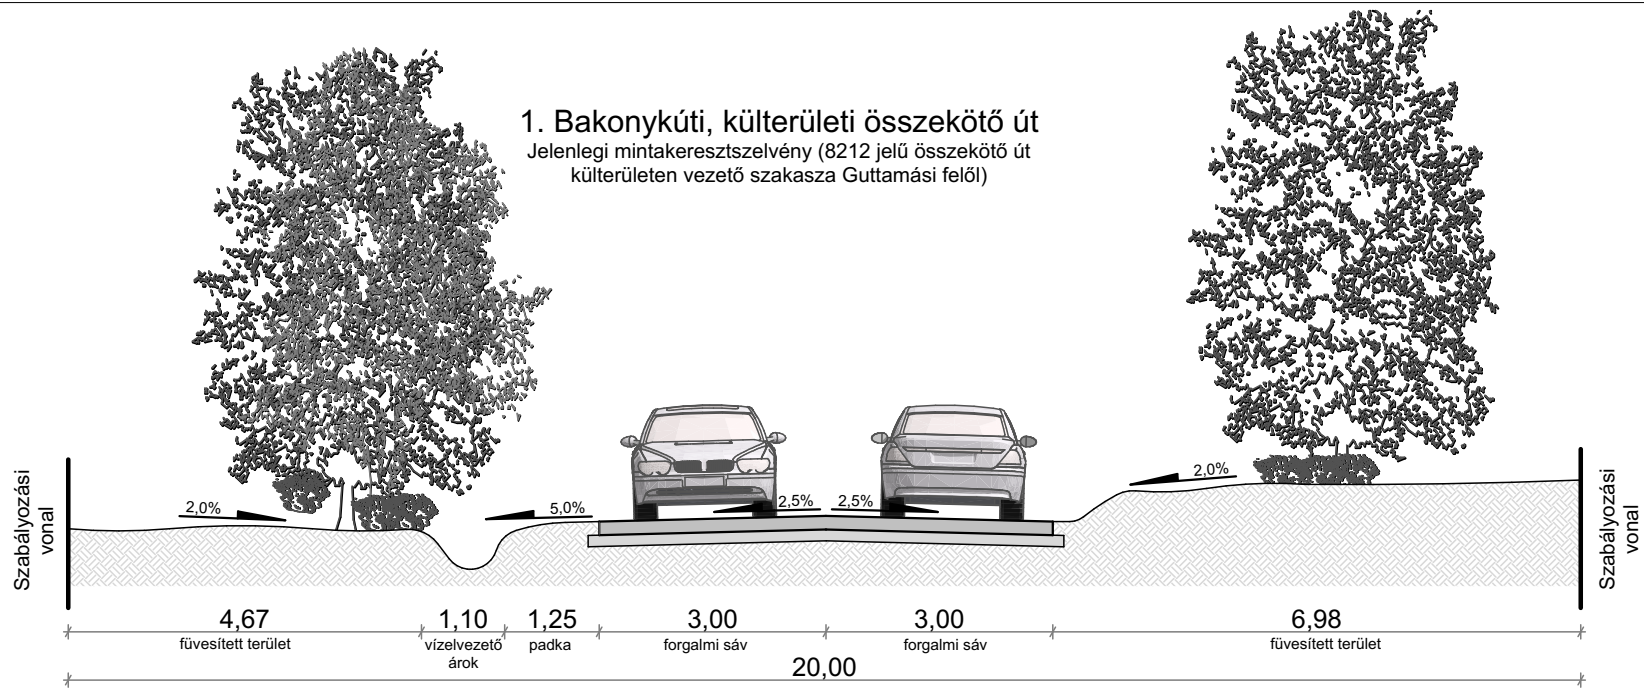 1. Bakonykúti, külterületi összekötő út
Jelenlegi mintakeresztszelvény (8212 jelű összekötő út
külterületen vezető szakasza Guttamási felől)
Szabályozási
vonal
2,0%
5,0%
2,5%
2,5%
2,0%
Szabályozási
vonal
4,67
füvesített terület
1,10
vízelvezető
árok
1,25
padka
3,00
forgalmi sáv
3,00
forgalmi sáv
6,98
füvesített terület
20,00